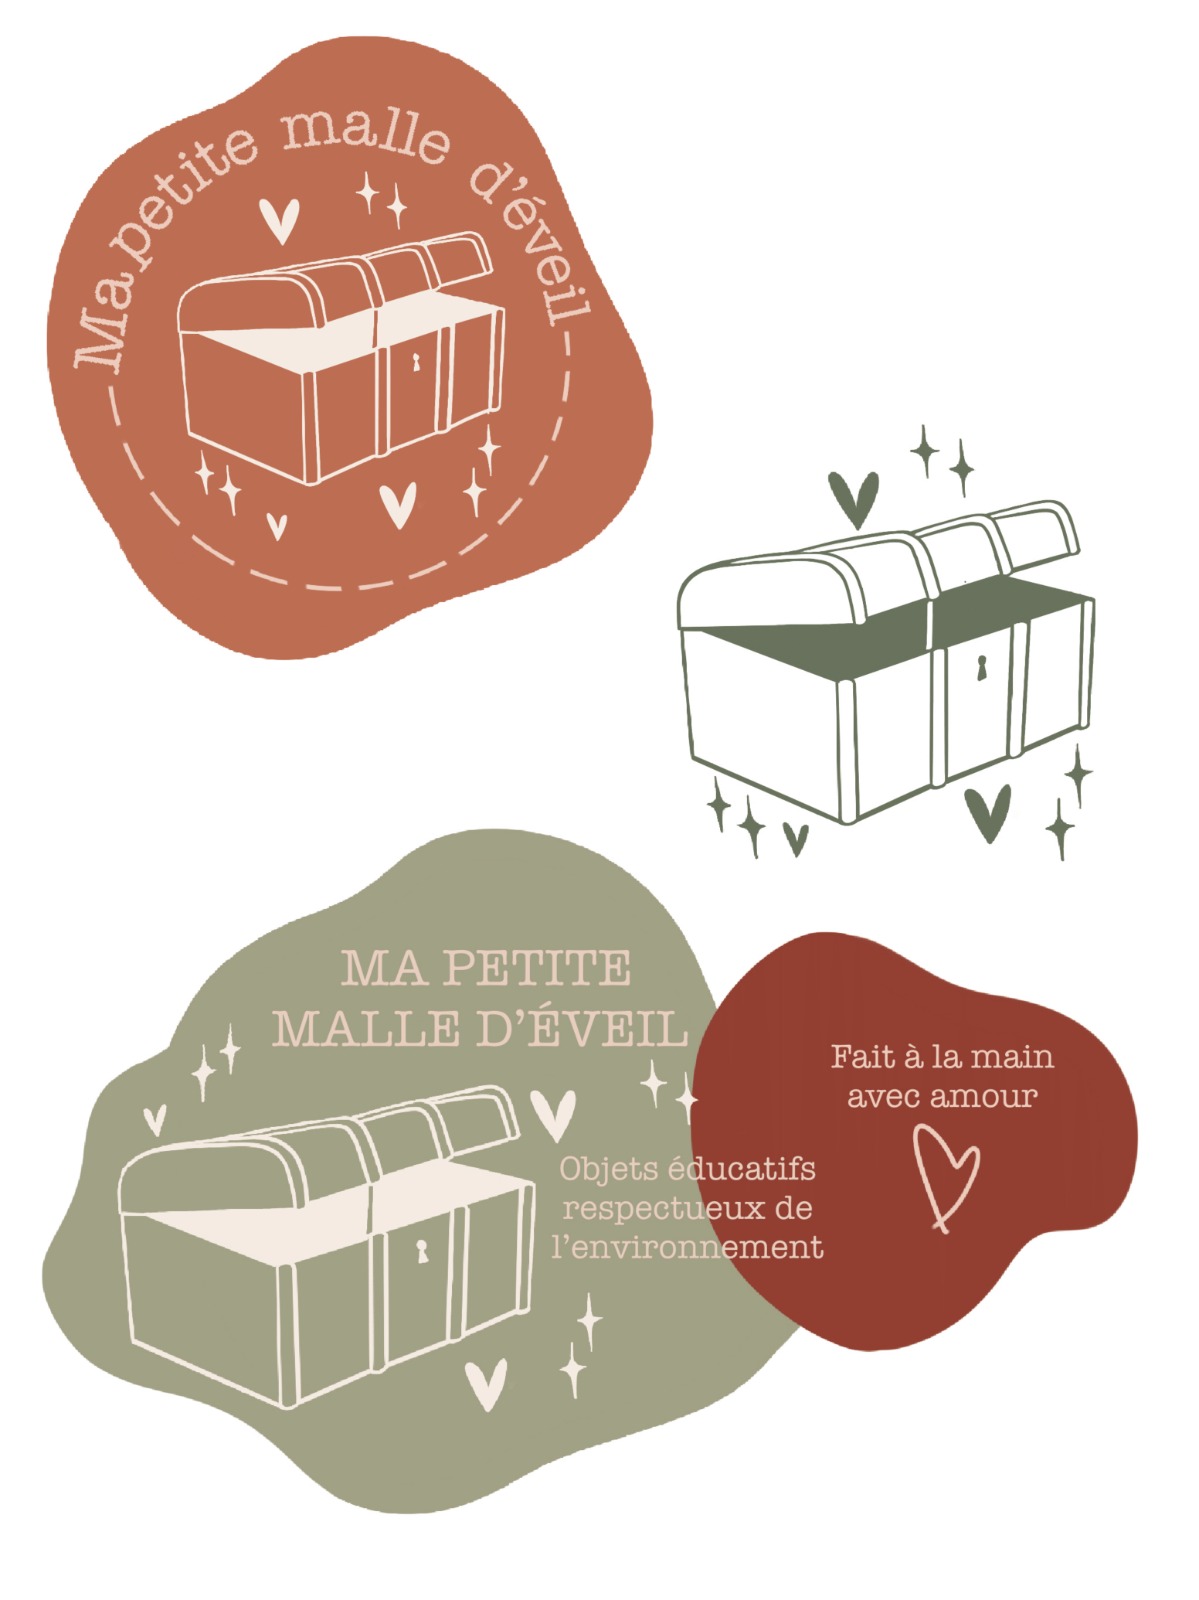 Ma petite malle d'éveil
MA PETITE
MALLE D'ÉVEIL
Fait à la main
avec amour
Objets éducatifs
respectueux de
l'environnement